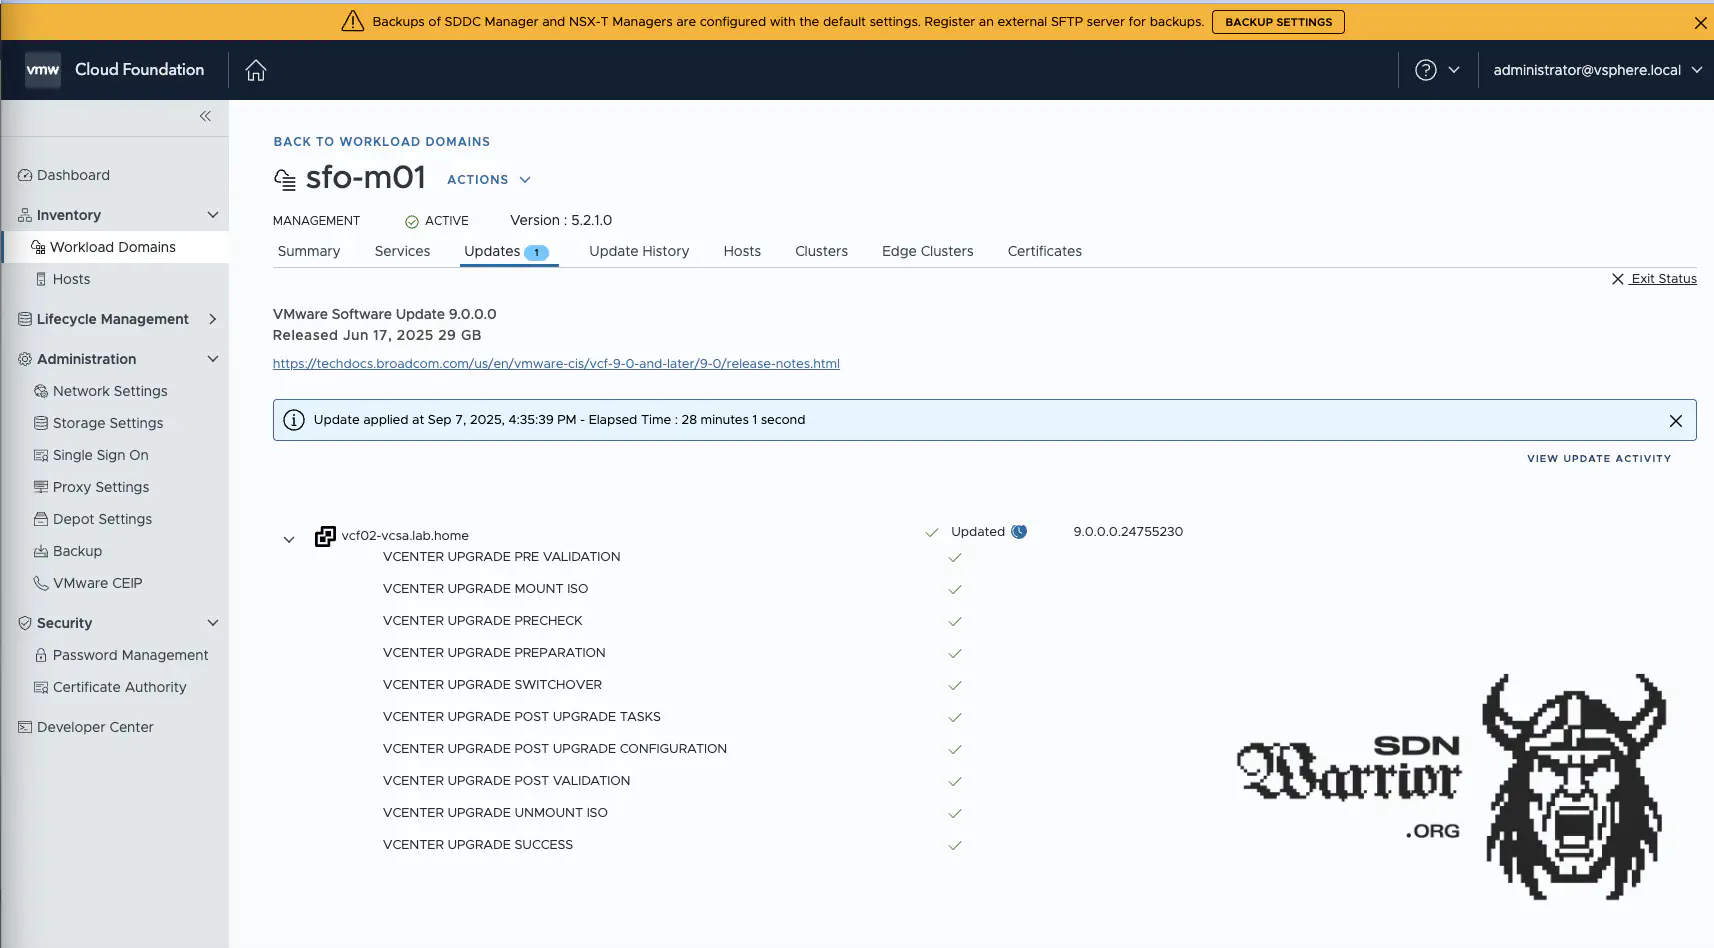 Backups of SDDC Manager and NSX-T Managers are configured with the default settings. Register an external SFTP server for backups. BACKUP SETTINGS
vmw Cloud Foundation
administrator@vsphere.local
Dashboard
Inventory
Workload Domains
Hosts
Lifecycle Management
Administration
Network Settings
Storage Settings
Single Sign On
Proxy Settings
Depot Settings
Backup
VMware CEIP
Security
Password Management
Certificate Authority
Developer Center
BACK TO WORKLOAD DOMAINS
sfo-m01 ACTIONS
MANAGEMENT ACTIVE Version : 5.2.1.0
Summary Services Updates 1 Update History Hosts Clusters Edge Clusters Certificates
Exit Status
VMware Software Update 9.0.0.0
Released Jun 17, 2025 29 GB
https://techdocs.broadcom.com/us/en/vmware-cis/vcf-9-0-and-later/9-0/release-notes.html
Update applied at Sep 7, 2025, 4:35:39 PM - Elapsed Time : 28 minutes 1 second
VIEW UPDATE ACTIVITY
vcf02-vcsa.lab.home Updated 9.0.0.0.24755230
VCENTER UPGRADE PRE VALIDATION
VCENTER UPGRADE MOUNT ISO
VCENTER UPGRADE PRECHECK
VCENTER UPGRADE PREPARATION
VCENTER UPGRADE SWITCHOVER
VCENTER UPGRADE POST UPGRADE TASKS
VCENTER UPGRADE POST UPGRADE CONFIGURATION
VCENTER UPGRADE POST VALIDATION
VCENTER UPGRADE UNMOUNT ISO
VCENTER UPGRADE SUCCESS
SDN
Warrior
.ORG